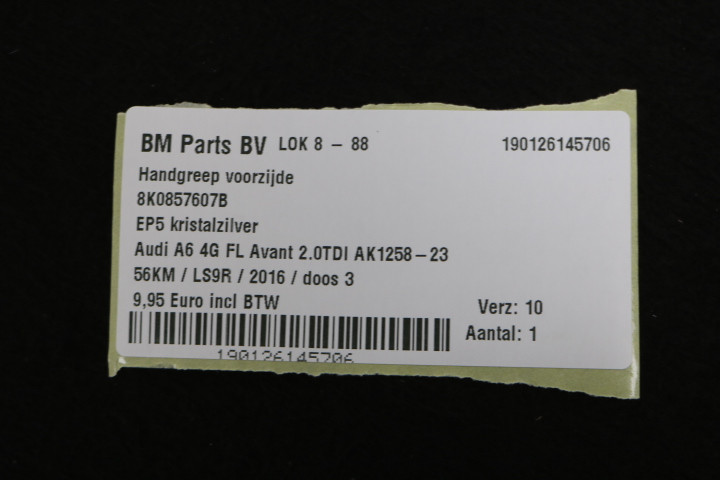 BM Parts BV LOK 8 – 88 190126145706
Handgreep voorzijde
8K0857607B
EP5 kristalzilver
Audi A6 4G FL Avant 2.0TDI AK1258–23
56KM / LS9R / 2016 / doos 3
9,95 Euro incl BTW
Verz: 10
Aantal: 1
190126145706